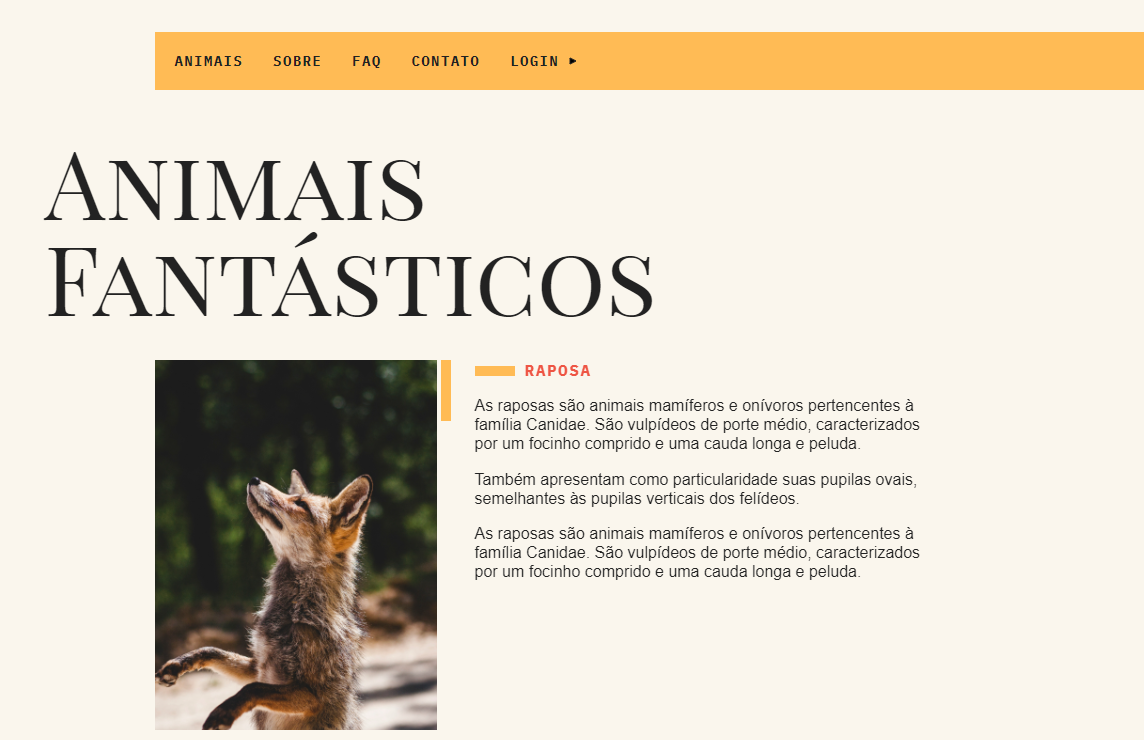 ANIMAIS SOBRE FAQ CONTATO LOGIN ▸
ANIMAIS
FANTÁSTICOS
RAPOSA
As raposas são animais mamíferos e onívoros pertencentes à
família Canidae. São vulpídeos de porte médio, caracterizados
por um focinho comprido e uma cauda longa e peluda.
Também apresentam como particularidade suas pupilas ovais,
semelhantes às pupilas verticais dos felídeos.
As raposas são animais mamíferos e onívoros pertencentes à
família Canidae. São vulpídeos de porte médio, caracterizados
por um focinho comprido e uma cauda longa e peluda.